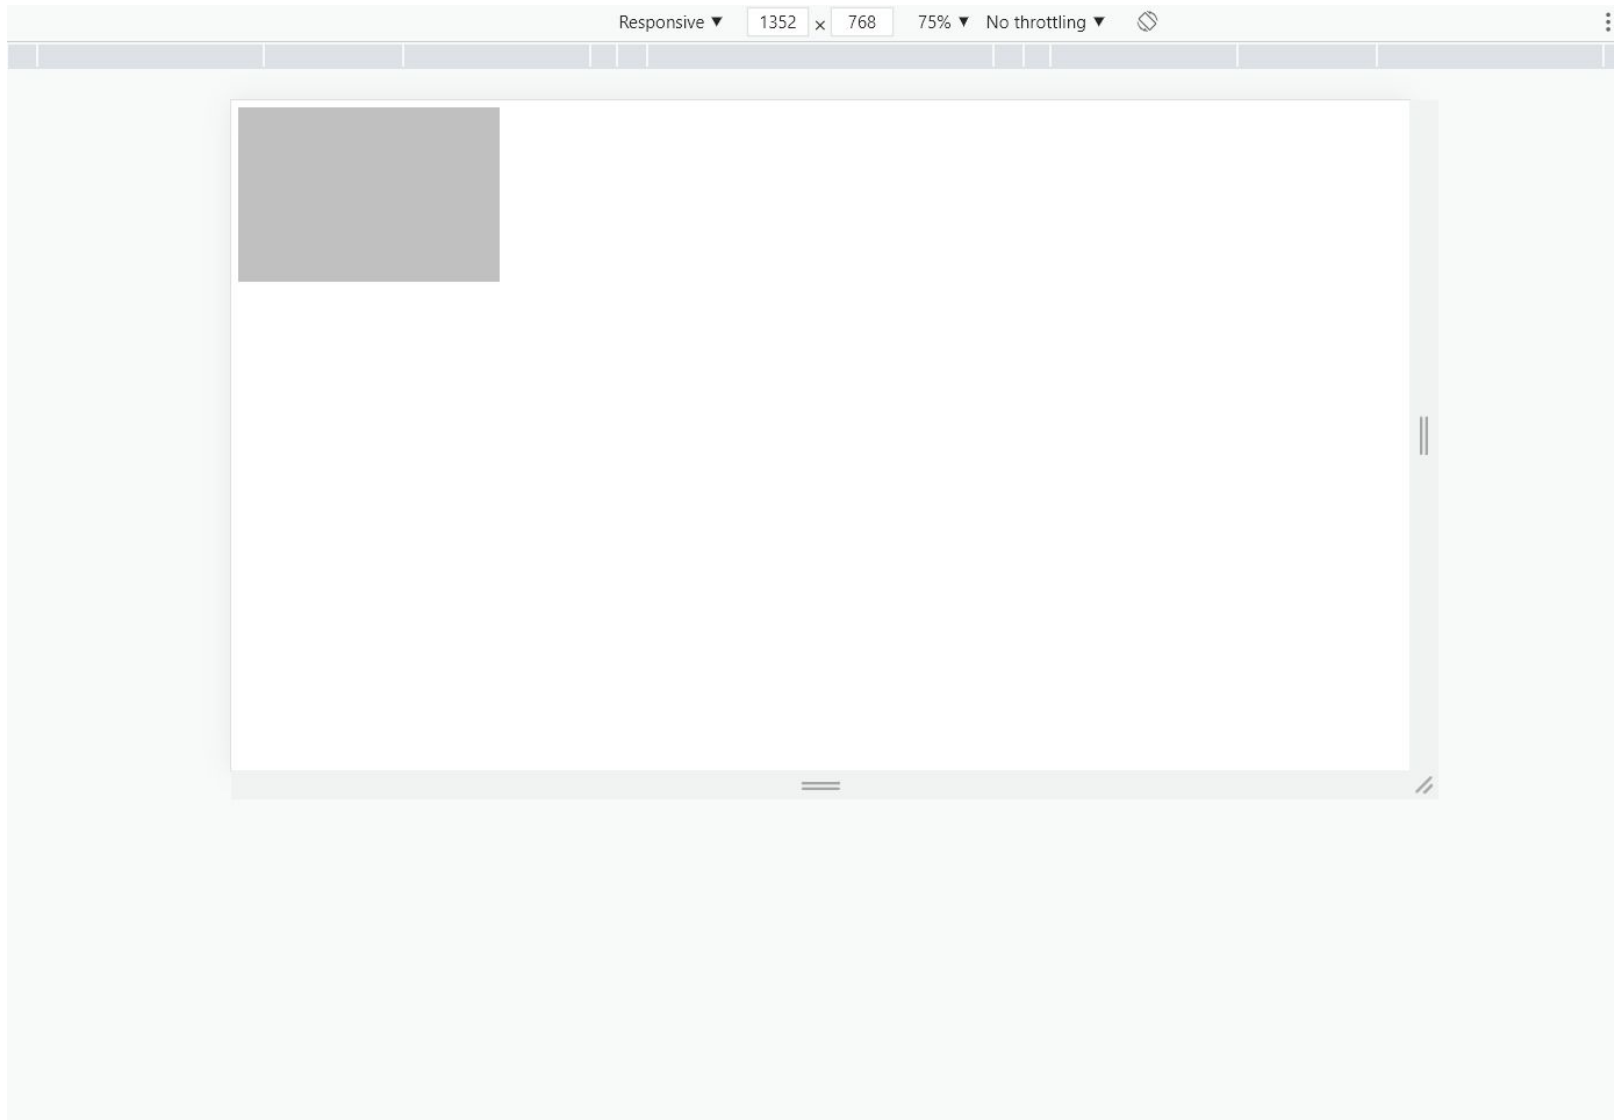 Responsive ▼ 1352 × 768 75% ▼ No throttling ▼